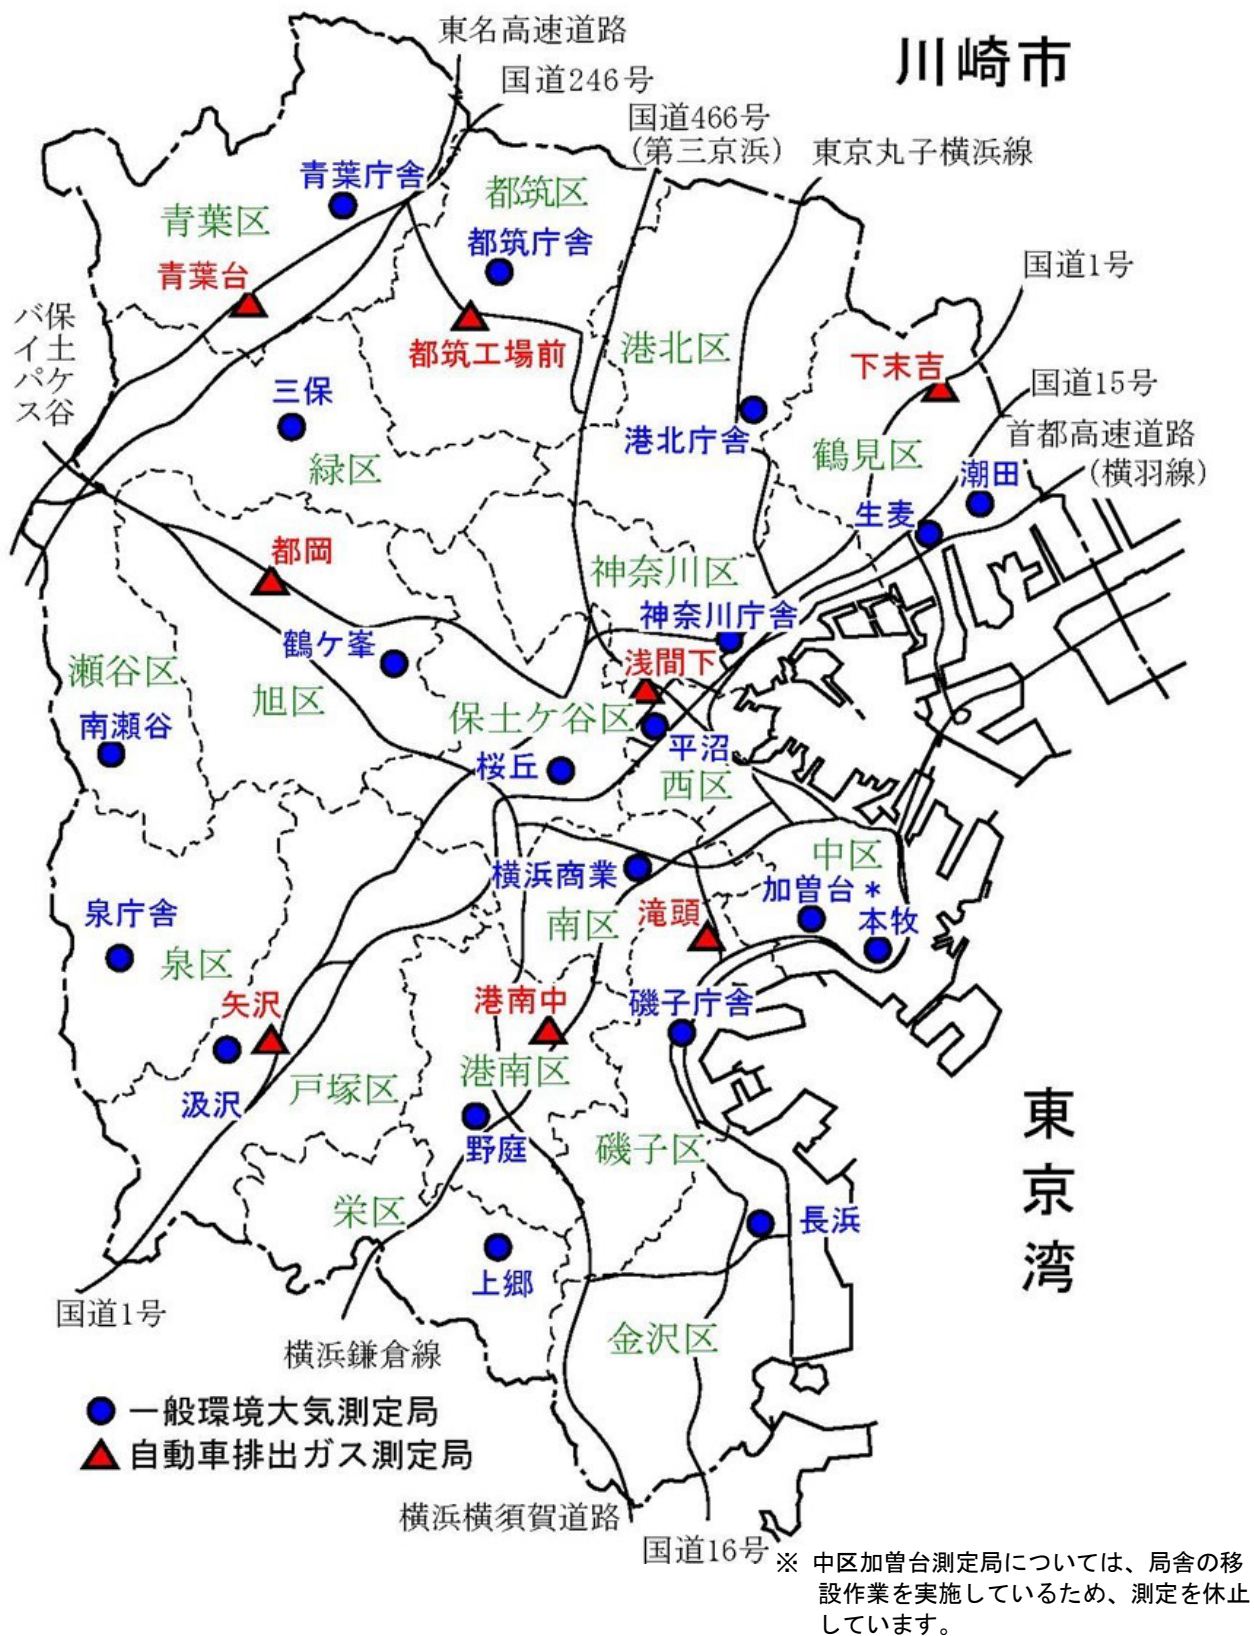 東名高速道路
川崎市
国道246号
国道466号
(第三京浜)
東京丸子横浜線
青葉庁舎
都筑区
青葉区
都筑庁舎
国道1号
青葉台
保土ケ谷
バイパス
港北区
都筑工場前
下末吉
国道15号
三保
首都高速道路
(横羽線)
港北庁舎
鶴見区
緑区
潮田
生麦
都岡
神奈川区
神奈川庁舎
鶴ケ峯
浅間下
瀬谷区
旭区
保土ケ谷区
南瀬谷
平沼
桜丘
西区
中区
横浜商業
加曽台*
泉庁舎
滝頭
南区
本牧
泉区
矢沢
港南中
磯子庁舎
港南区
戸塚区
汲沢
東京湾
野庭
磯子区
栄区
長浜
上郷
国道1号
金沢区
横浜鎌倉線
一般環境大気測定局
自動車排出ガス測定局
横浜横須賀道路
国道16号
※ 中区加曽台測定局については、局舎の移
設作業を実施しているため、測定を休止
しています。